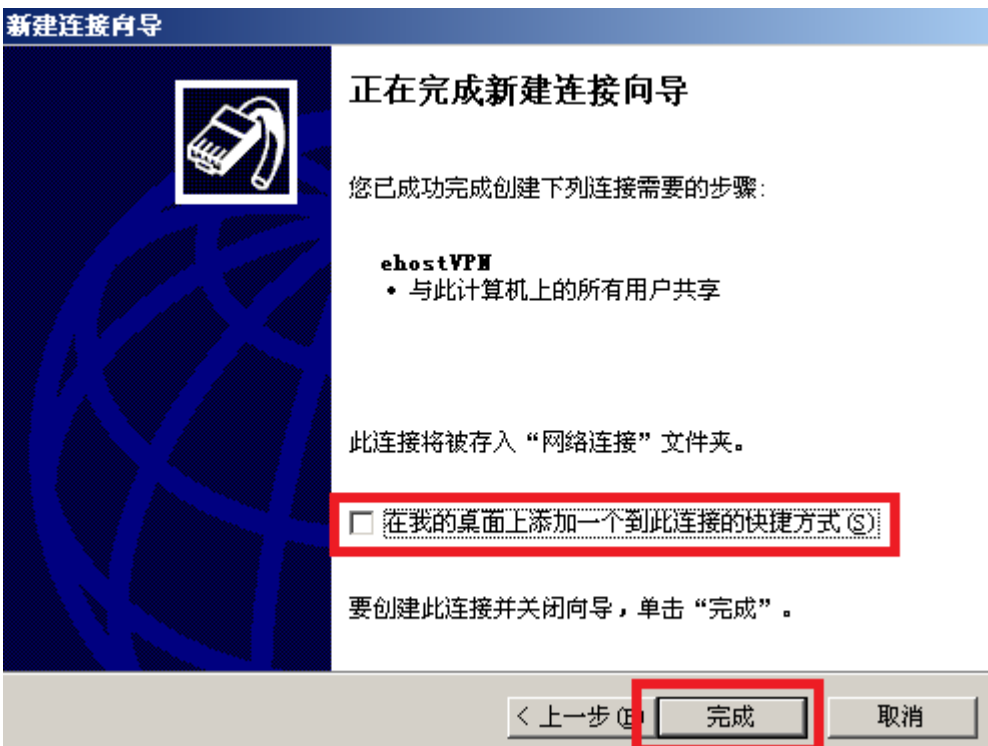 新建连接向导
正在完成新建连接向导
您已成功完成创建下列连接需要的步骤:
ehostVPN
• 与此计算机上的所有用户共享
此连接将被存入“网络连接”文件夹。
在我的桌面上添加一个到此连接的快捷方式(S)
要创建此连接并关闭向导，单击“完成”。
< 上一步(B) 完成 取消